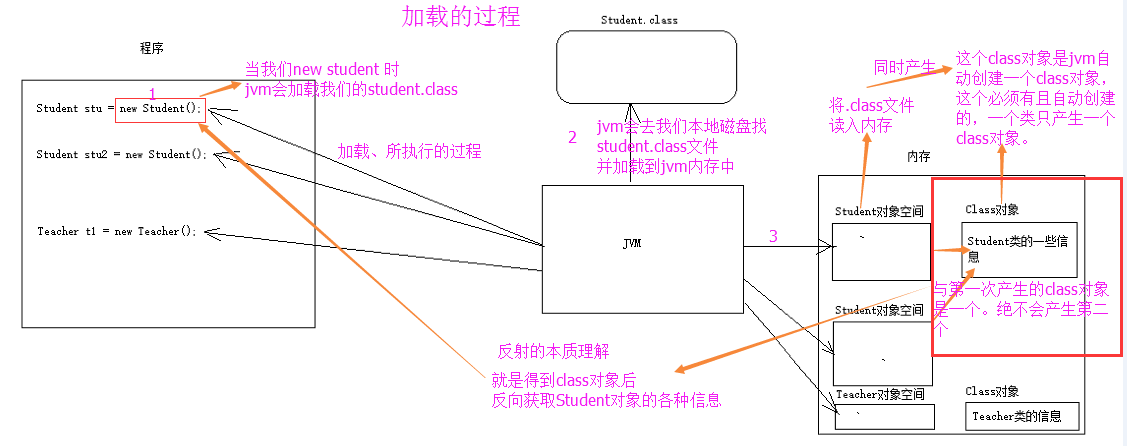 加载的过程
Student.class
程序
当我们new student 时
jvm会加载我们的student.class
1
Student stu = new Student();
Student stu2 = new Student();
加载、所执行的过程
Teacher t1 = new Teacher();
2
jvm会去我们本地磁盘找
student.class文件
并加载到jvm内存中
JVM
3
同时产生
将.class文件
读入内存
这个class对象是jvm自
动创建一个class对象,
这个必须有且自动创建
的，一个类只产生一个
class对象。
内存
Student对象空间
Class对象
Student类的一些信
息
与第一次产生的class对象
是一个。绝不会产生第二
个
Student对象空间
反射的本质理解
就是得到class对象后
反向获取Student对象的各种信息
Teacher对象空间
Class对象
Teacher类的信息